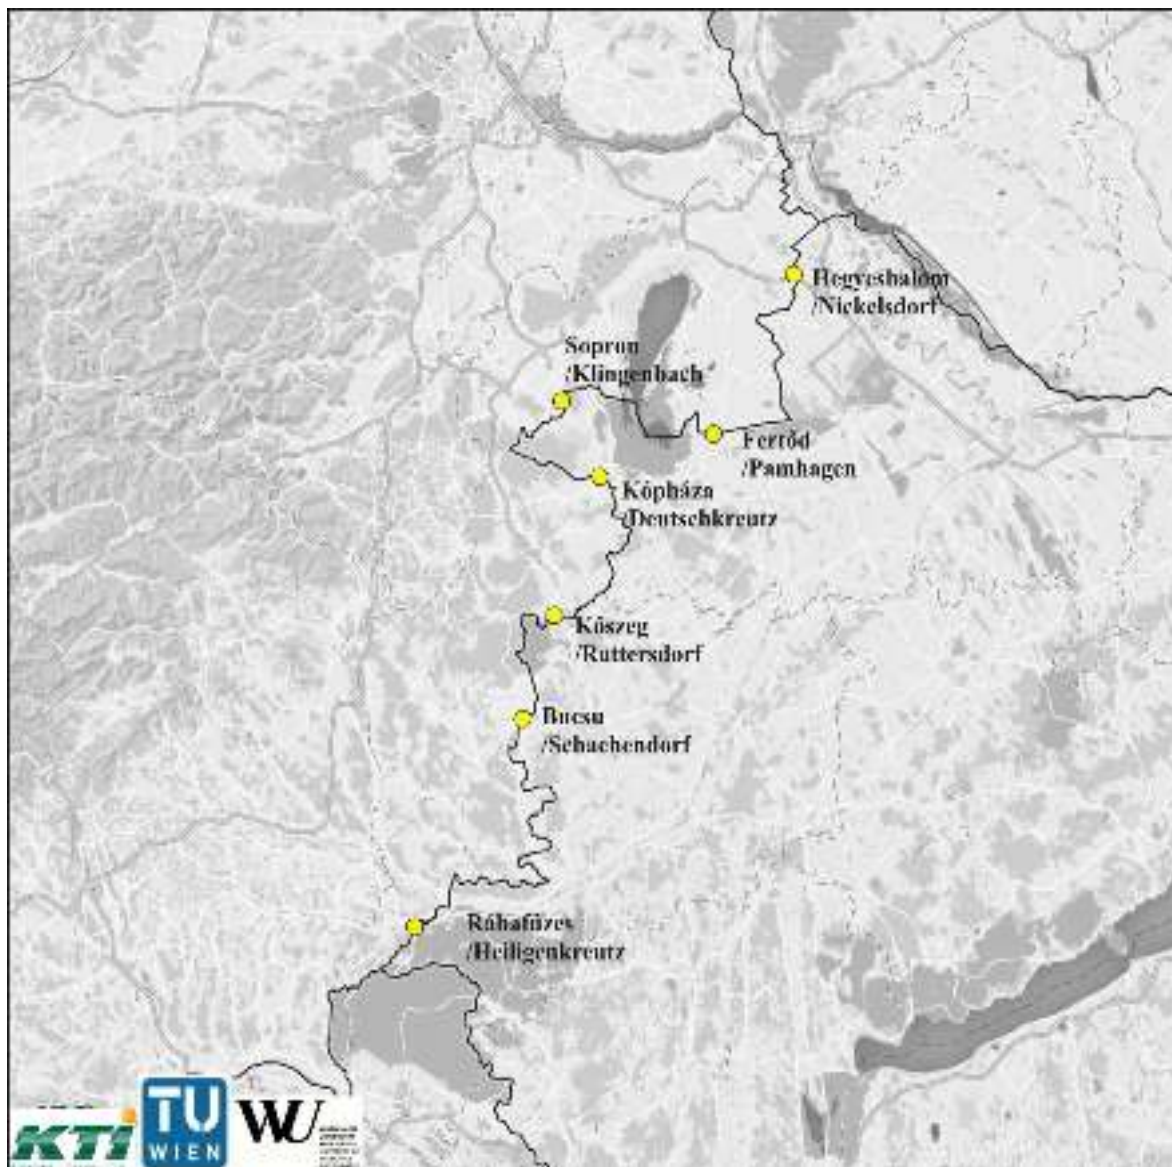 Hegyeshalom
/Nickelsdorf
Sopron
/Klingenbach
Fertőd
/Pamhagen
Kópháza
/Deutschkreutz
Kőszeg
/Rattersdorf
Bucsu
/Schachendorf
Rábafüzes
/Heiligenkreutz
KTI
TU
WIEN
WU